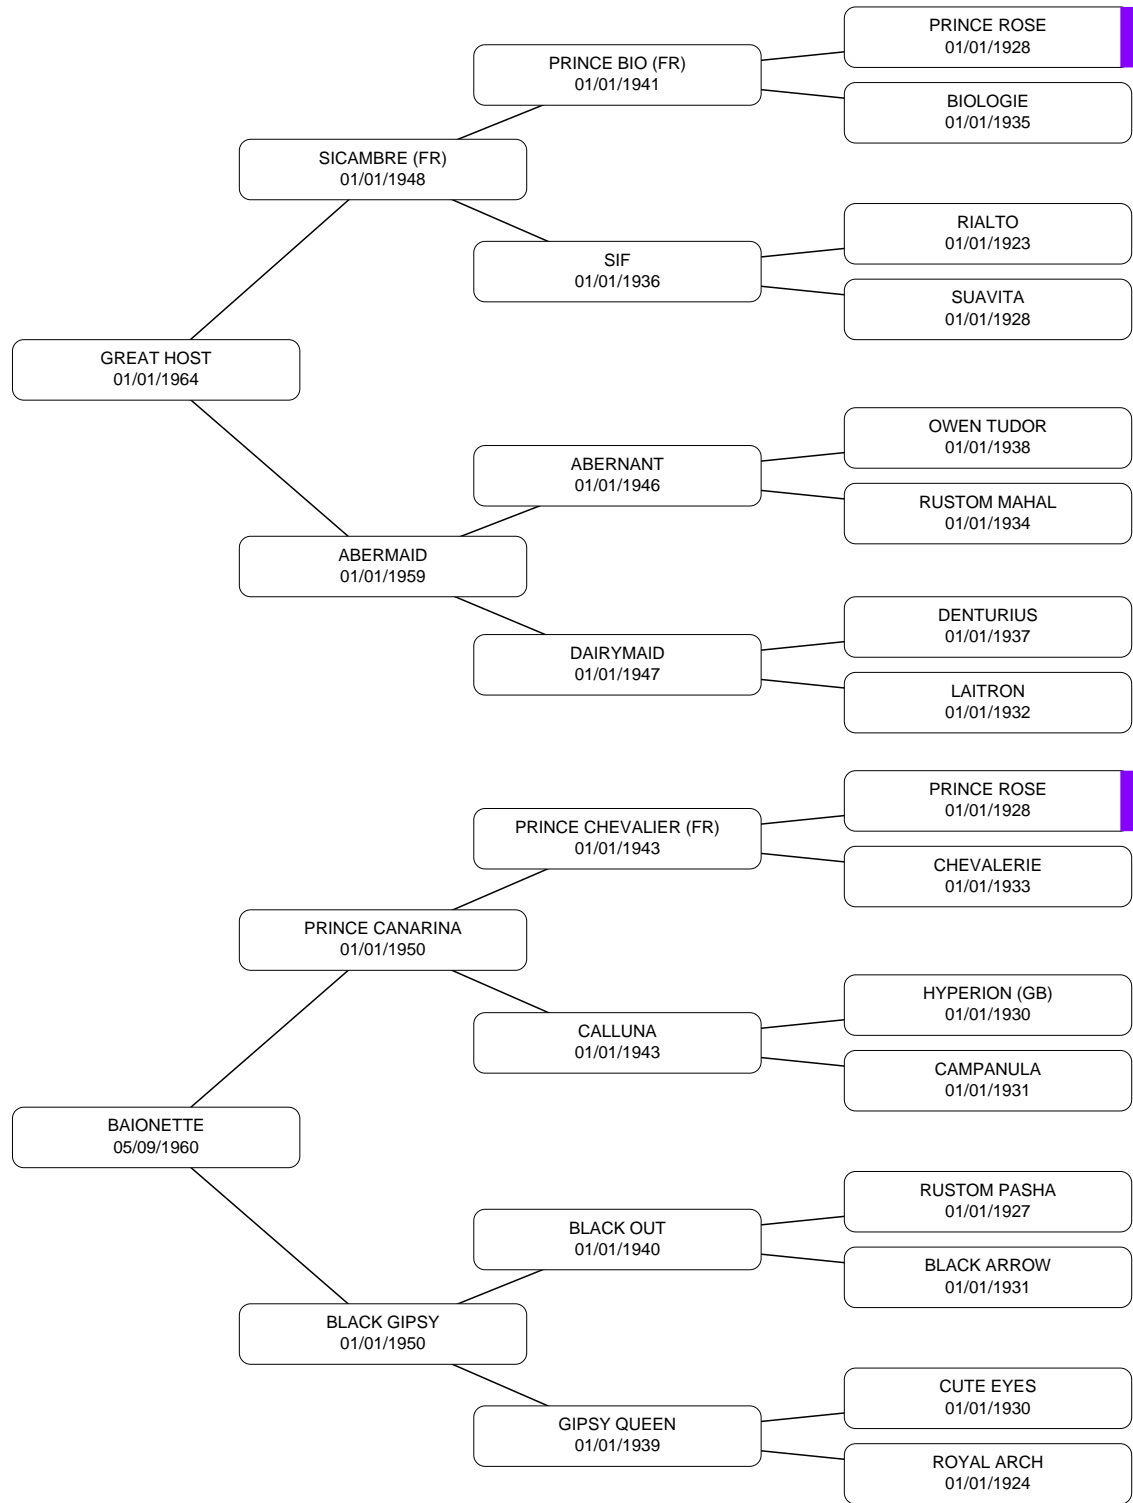 PRINCE ROSE
01/01/1928
PRINCE BIO (FR)
01/01/1941
BIOLOGIE
01/01/1935
SICAMBRE (FR)
01/01/1948
RIALTO
01/01/1923
SIF
01/01/1936
SUAVITA
01/01/1928
GREAT HOST
01/01/1964
OWEN TUDOR
01/01/1938
ABERNANT
01/01/1946
RUSTOM MAHAL
01/01/1934
ABERMAID
01/01/1959
DENTURIUS
01/01/1937
DAIRYMAID
01/01/1947
LAITRON
01/01/1932
PRINCE ROSE
01/01/1928
PRINCE CHEVALIER (FR)
01/01/1943
CHEVALERIE
01/01/1933
PRINCE CANARINA
01/01/1950
HYPERION (GB)
01/01/1930
CALLUNA
01/01/1943
CAMPANULA
01/01/1931
BAIONETTE
05/09/1960
RUSTOM PASHA
01/01/1927
BLACK OUT
01/01/1940
BLACK ARROW
01/01/1931
BLACK GIPSY
01/01/1950
CUTE EYES
01/01/1930
GIPSY QUEEN
01/01/1939
ROYAL ARCH
01/01/1924